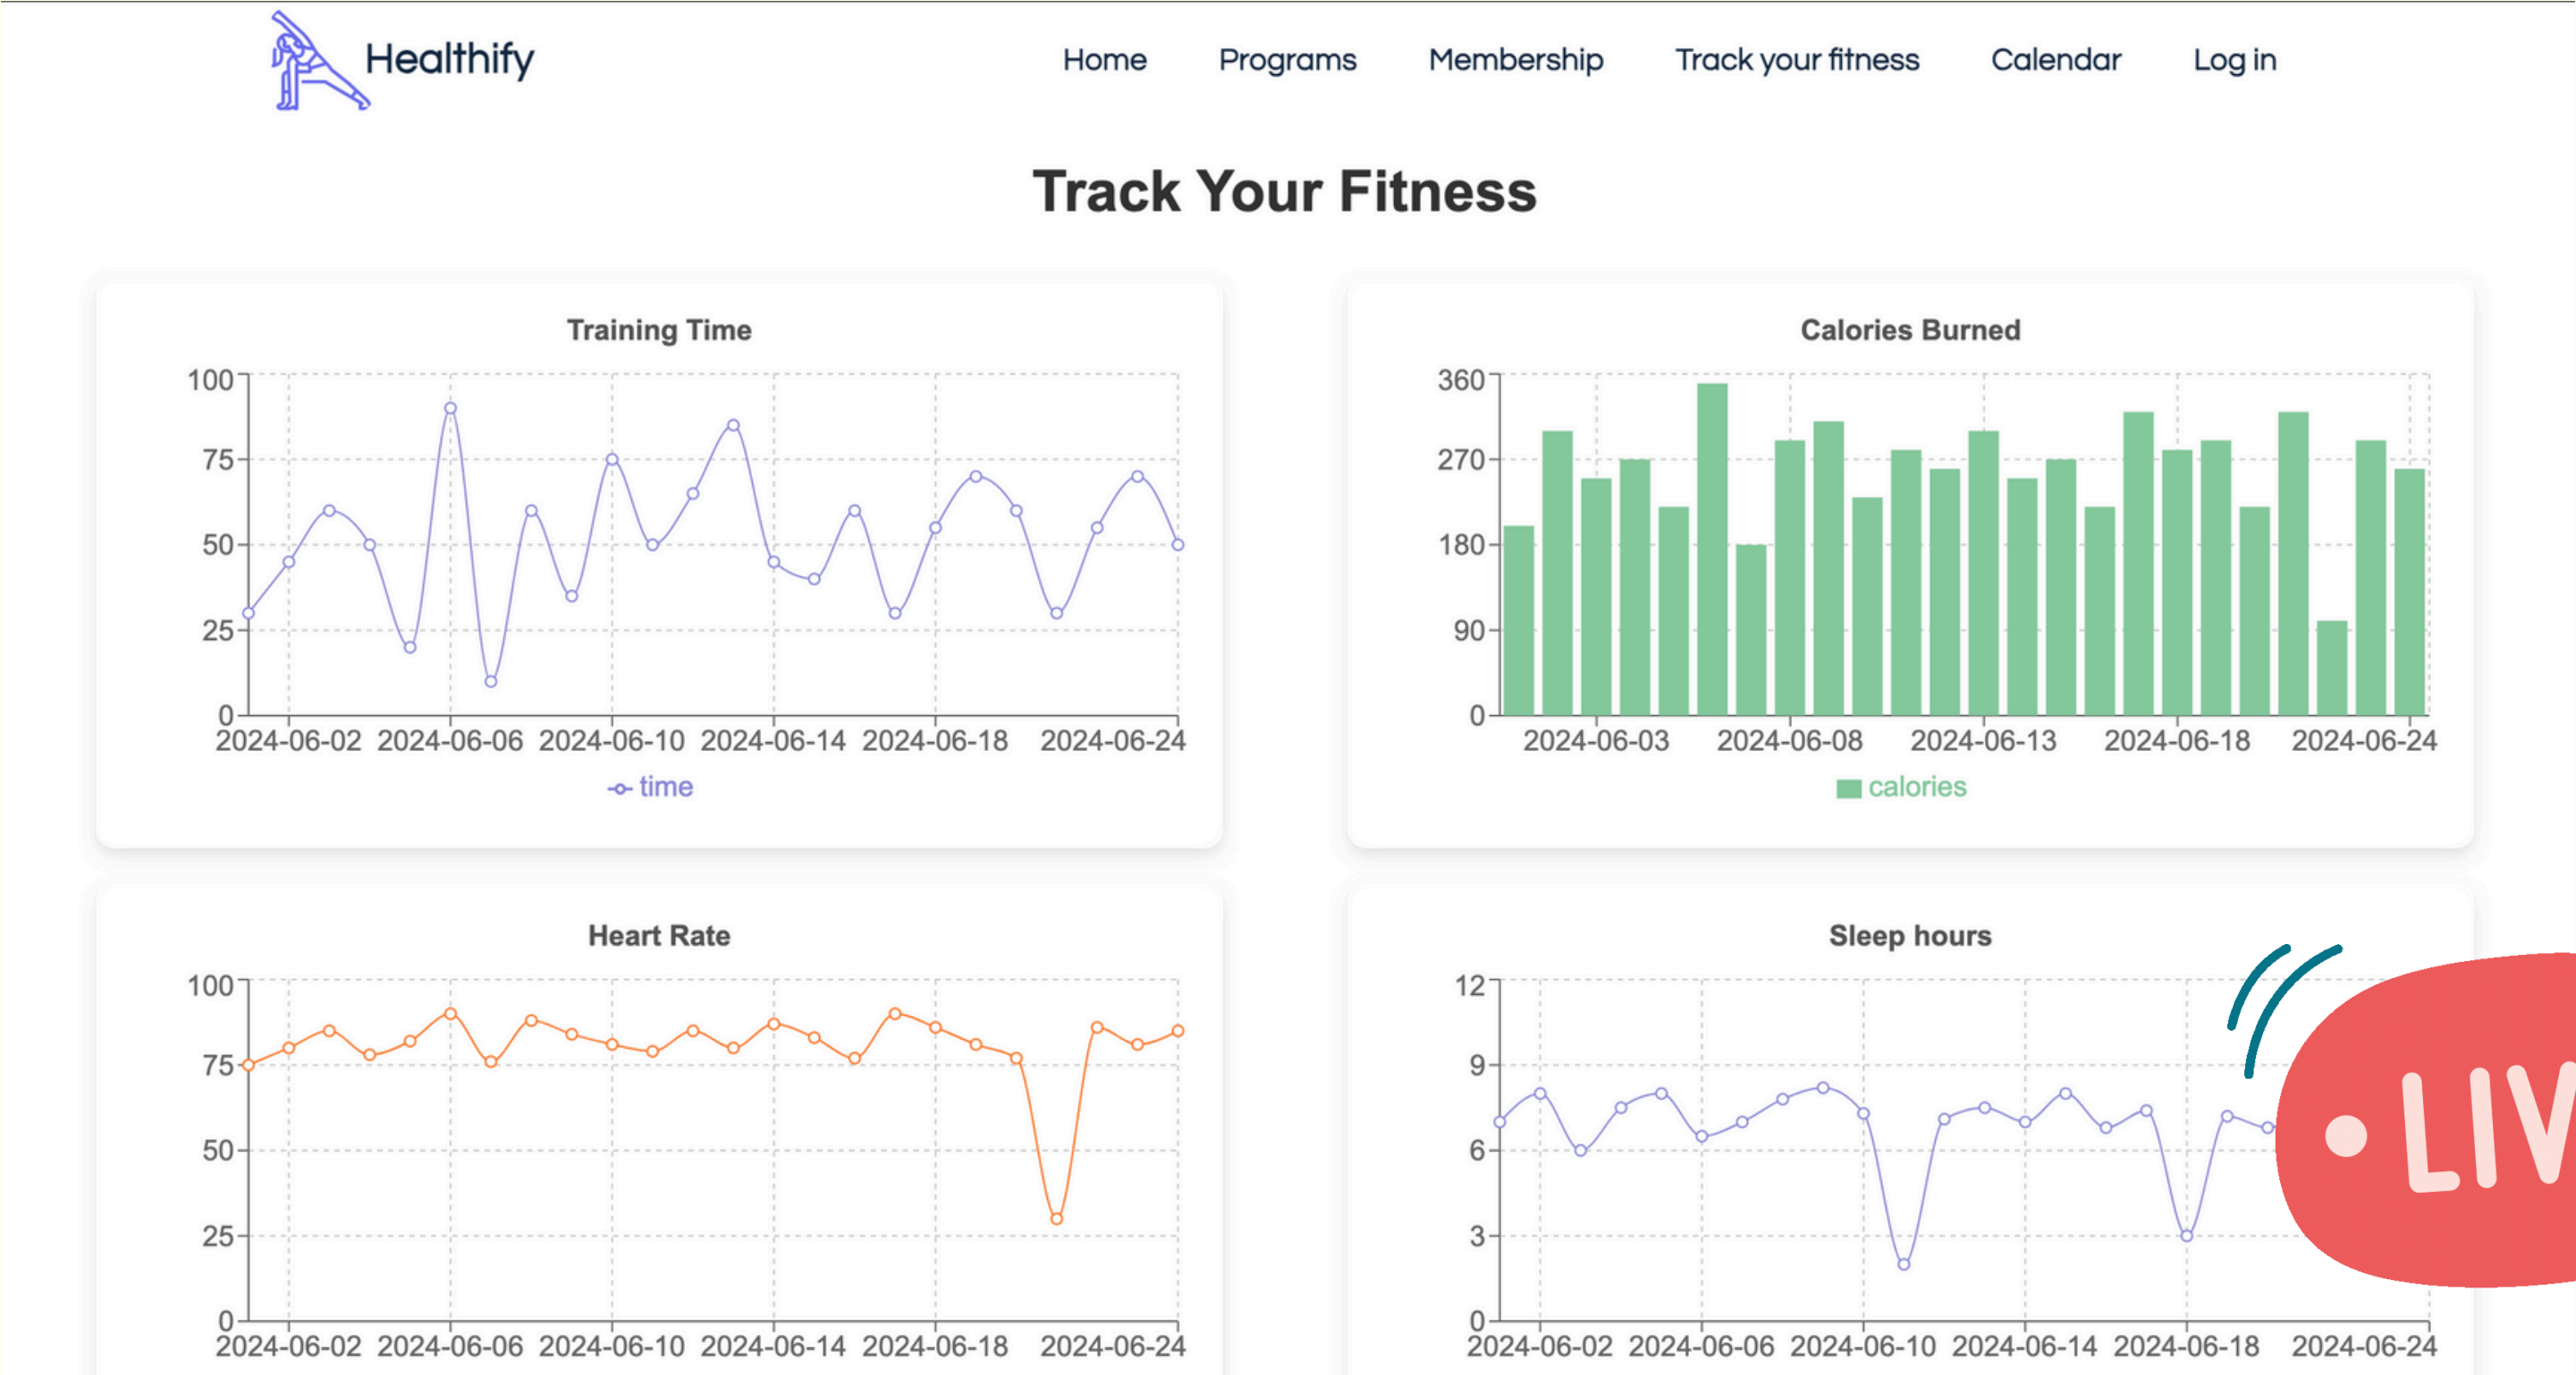 Healthify
Home Programs Membership Track your fitness Calendar Log in
Track Your Fitness
Training Time
100
75
50
25
0
2024-06-02 2024-06-06 2024-06-10 2024-06-14 2024-06-18 2024-06-24
time
Calories Burned
360
270
180
90
0
2024-06-03 2024-06-08 2024-06-13 2024-06-18 2024-06-24
calories
Heart Rate
100
75
50
25
0
2024-06-02 2024-06-06 2024-06-10 2024-06-14 2024-06-18 2024-06-24
Sleep hours
12
9
6
3
0
2024-06-02 2024-06-06 2024-06-10 2024-06-14 2024-06-18 2024-06-24
LIV